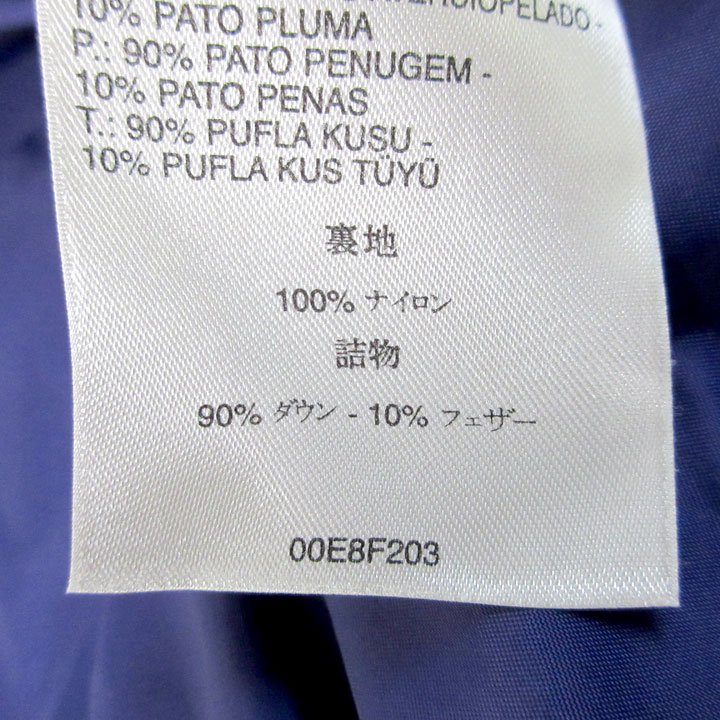 ATERCIOPELADO -
10% PATO PLUMA
P.: 90% PATO PENUGEM -
10% PATO PENAS
T.: 90% PUFLA KUSU -
10% PUFLA KUS TÜYÜ
裏地
100% ナイロン
詰物
90% ダウン - 10% フェザー
00E8F203